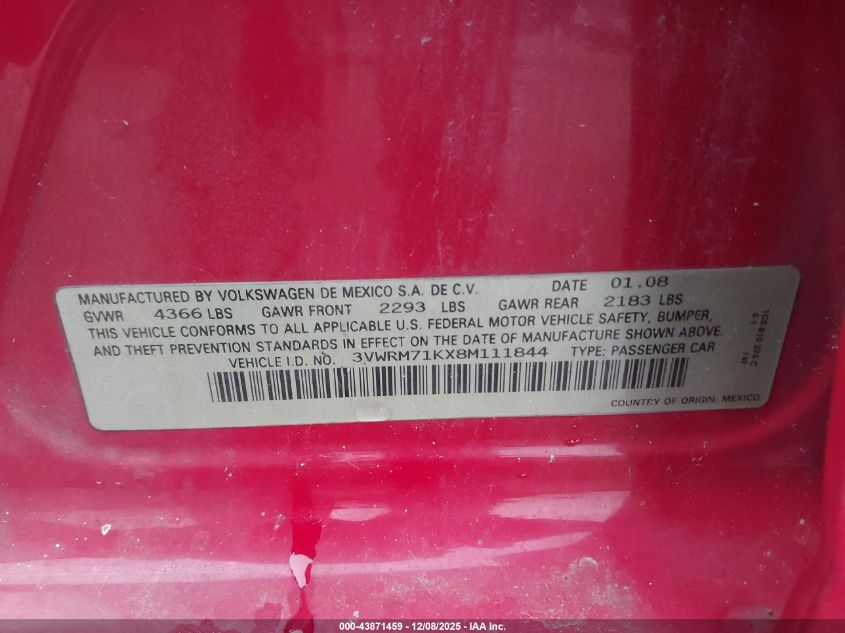 MANUFACTURED BY VOLKSWAGEN DE MEXICO S.A. DE C.V. DATE 01.08
GVWR 4366 LBS GAWR FRONT 2293 LBS GAWR REAR 2183 LBS
THIS VEHICLE CONFORMS TO ALL APPLICABLE U.S. FEDERAL MOTOR VEHICLE SAFETY, BUMPER,
AND THEFT PREVENTION STANDARDS IN EFFECT ON THE DATE OF MANUFACTURE SHOWN ABOVE.
VEHICLE I.D. NO. 3VWRM71KX8M111844 TYPE: PASSENGER CAR
COUNTRY OF ORIGIN: MEXICO
000-43871459 - 12/08/2025 - IAA Inc.